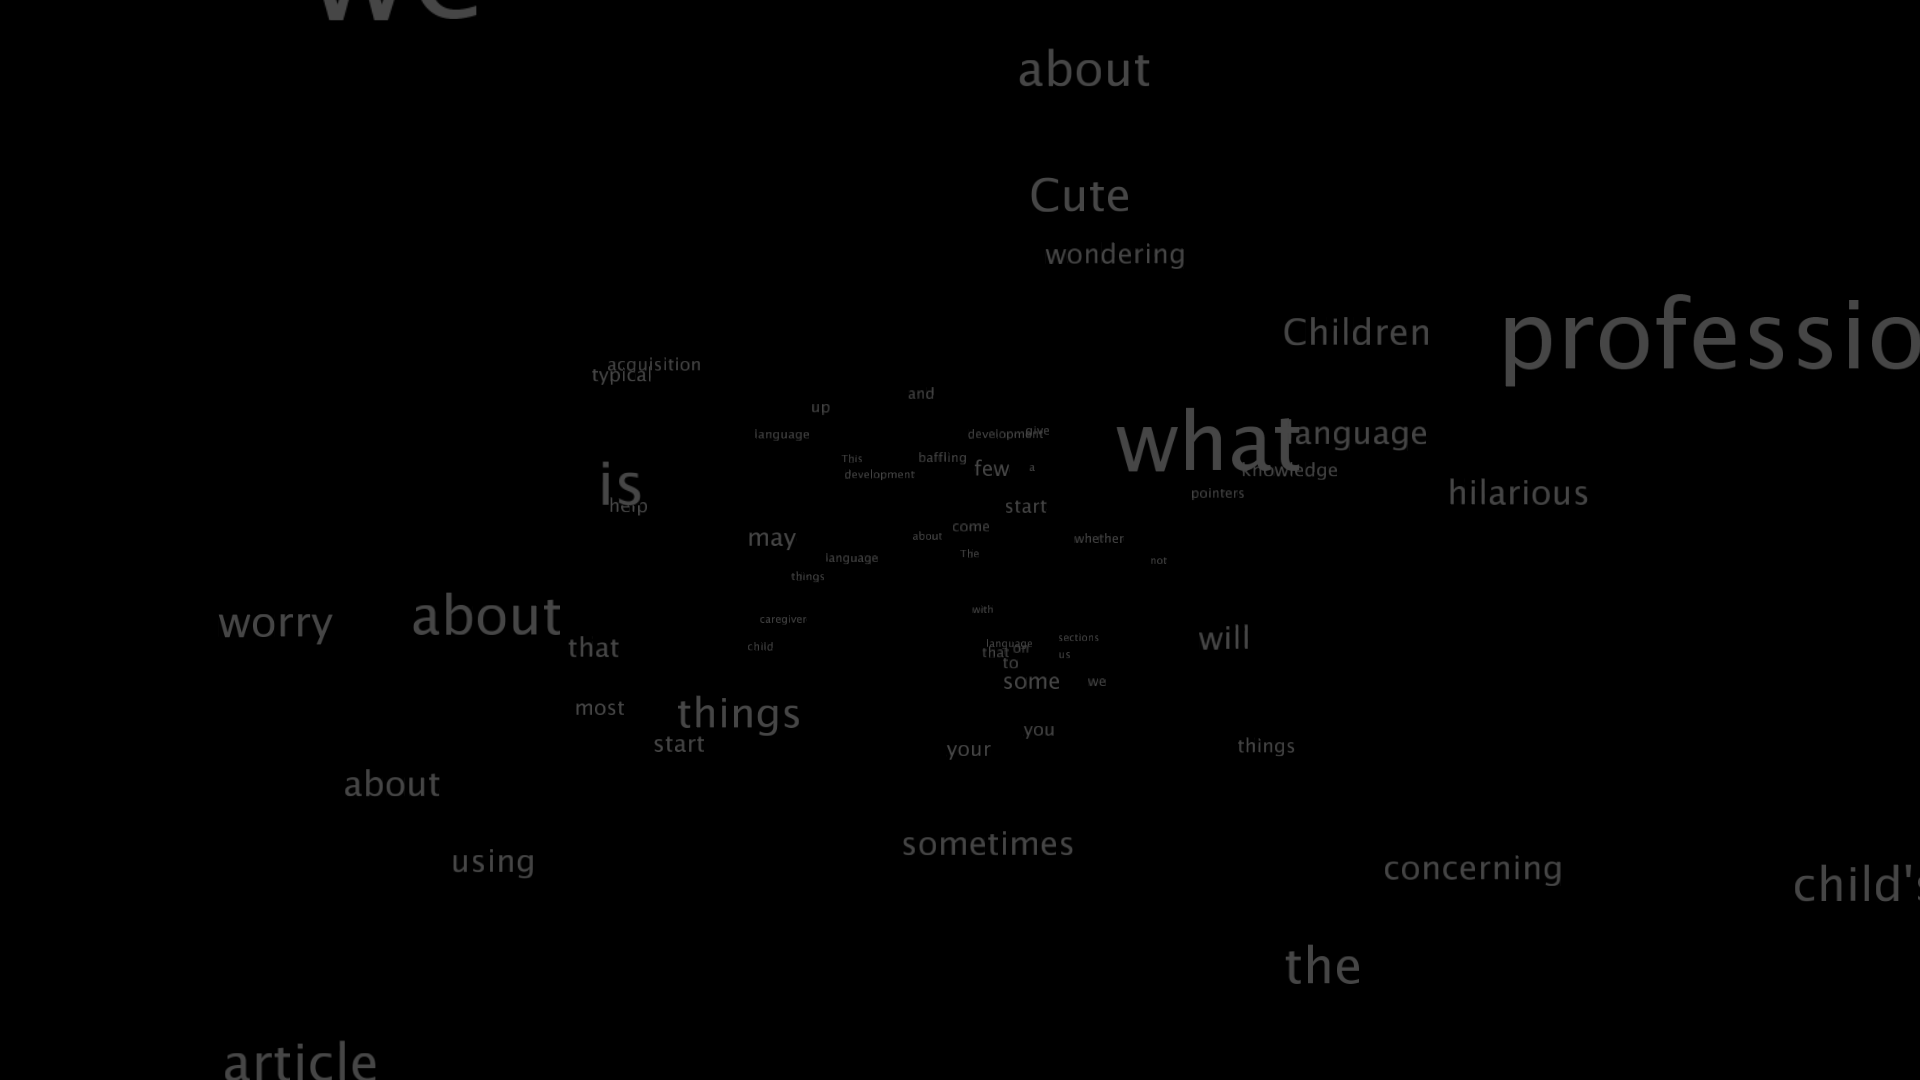 we
about
Cute
wondering
Children
professio
acquisition
typical
and
up
language
development
give
what
language
This
baffling
few
a
knowledge
development
is
pointers
hilarious
help
start
come
about
may
whether
The
language
not
things
with
worry
about
caregiver
that
child
language
sections
will
on
that
us
to
some
we
most
things
you
start
your
things
about
sometimes
using
concerning
child's
the
article